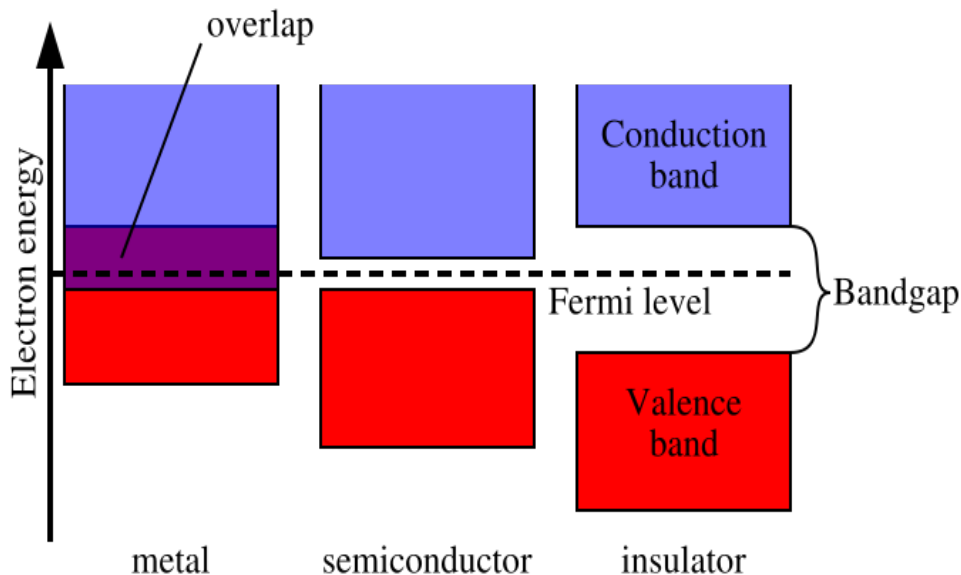 overlap
Electron energy
Conduction
band
Fermi level
Bandgap
Valence
band
metal
semiconductor
insulator